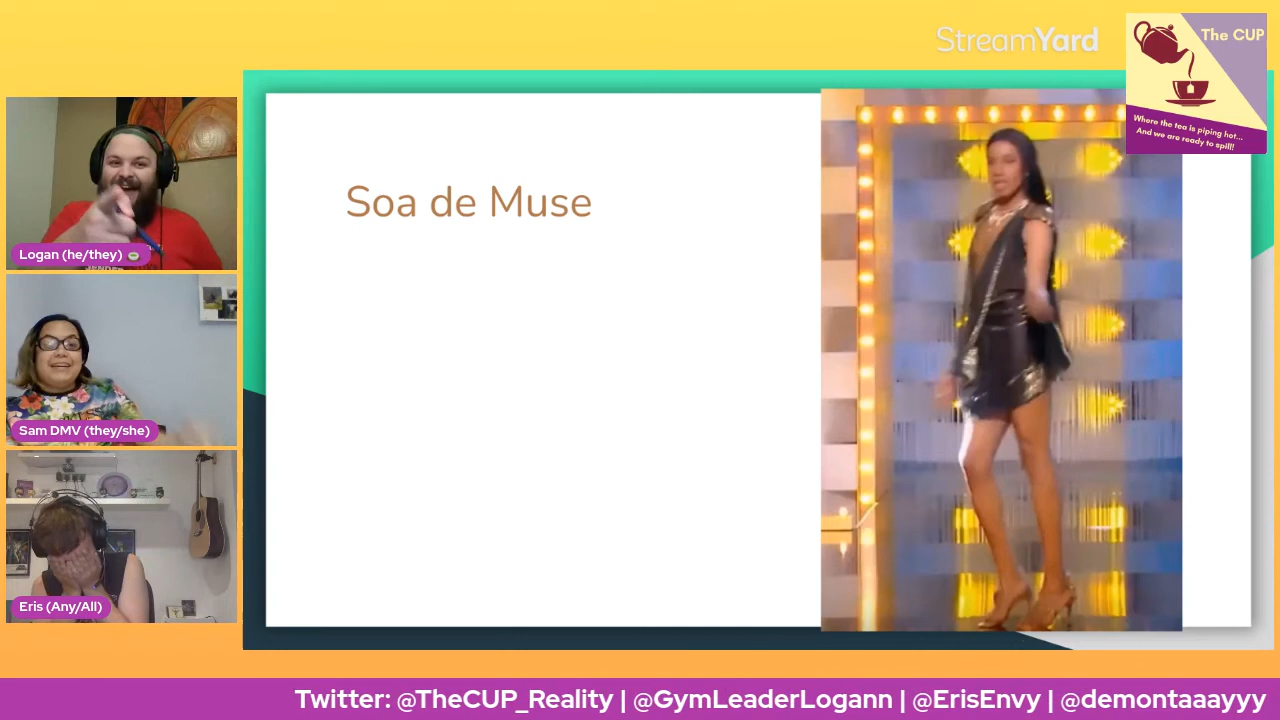 StreamYard
The CUP
Where the tea is piping hot...
And we are ready to spill!
Soa de Muse
Logan (he/they)
Sam DMV (they/she)
Eris (Any/All)
Twitter: @TheCUP_Reality | @GymLeaderLogann | @ErisEnvy | @demontaaayyy